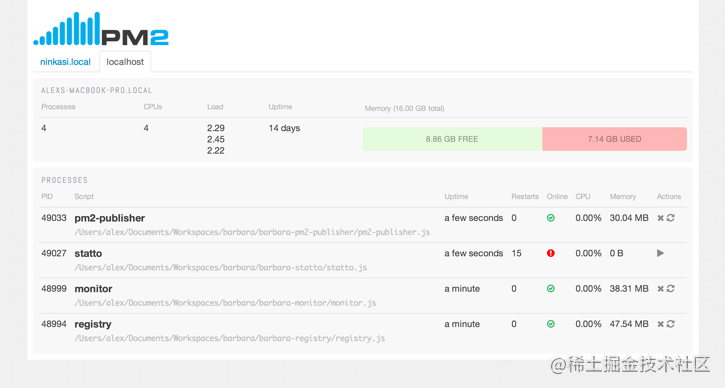 PM2
ninkasi.local localhost
ALEXS-MACBOOK-PRO.LOCAL
Processes CPUs Load Uptime Memory (16.00 GB total)
4 4 2.29 14 days 8.86 GB FREE 7.14 GB USED
2.45
2.22
PROCESSES
PID Script Uptime Restarts Online CPU Memory Actions
49033 pm2-publisher a few seconds 0 0.00% 30.04 MB
/Users/alex/Documents/Workspaces/barbara/barbara-pm2-publisher/pm2-publisher.js
49027 statto a few seconds 15 0.00% 0 B
/Users/alex/Documents/Workspaces/barbara/barbara-statto/statto.js
48999 monitor a minute 0 0.00% 38.31 MB
/Users/alex/Documents/Workspaces/barbara/barbara-monitor/monitor.js
48994 registry a minute 0 0.00% 47.54 MB
/Users/alex/Documents/Workspaces/barbara/barbara-registry/registry.js
@稀土掘金技术社区